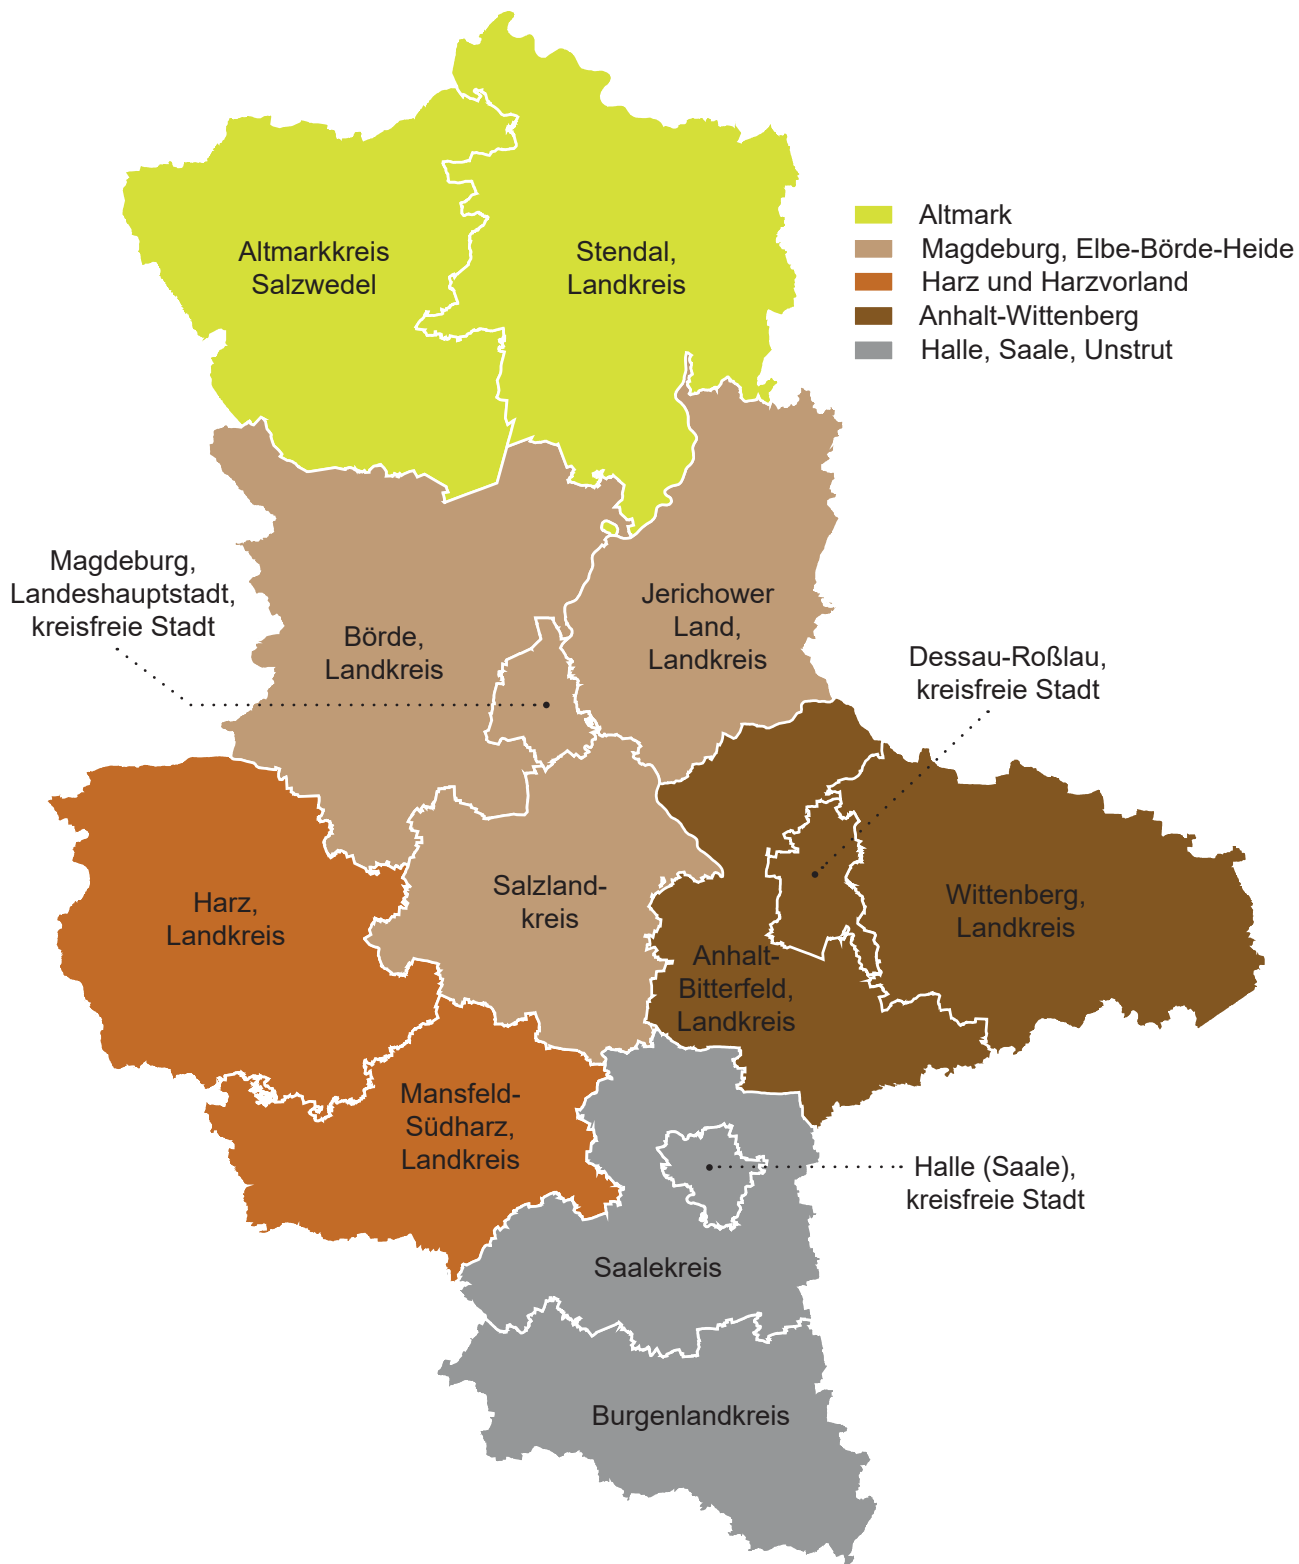 Altmarkkreis
Salzwedel
Stendal,
Landkreis
Altmark
Magdeburg, Elbe-Börde-Heide
Harz und Harzvorland
Anhalt-Wittenberg
Halle, Saale, Unstrut
Magdeburg,
Landeshauptstadt,
kreisfreie Stadt
Börde,
Landkreis
Jerichower
Land,
Landkreis
Dessau-Roßlau,
kreisfreie Stadt
Harz,
Landkreis
Salzland-
kreis
Wittenberg,
Landkreis
Anhalt-
Bitterfeld,
Landkreis
Mansfeld-
Südharz,
Landkreis
Halle (Saale),
kreisfreie Stadt
Saalekreis
Burgenlandkreis